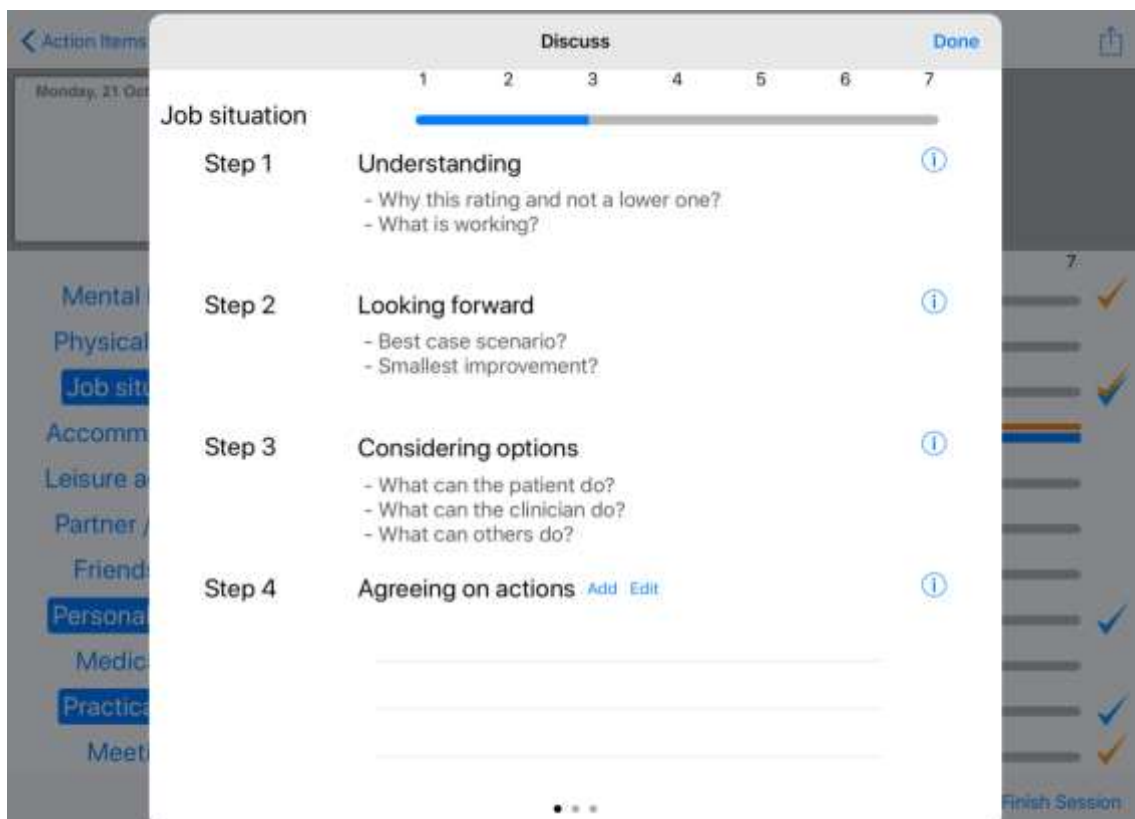 Action Items
Discuss
Done
Monday, 21 Oct
1 2 3 4 5 6 7
Job situation
Step 1 Understanding
- Why this rating and not a lower one?
- What is working?
Step 2 Looking forward
- Best case scenario?
- Smallest improvement?
Step 3 Considering options
- What can the patient do?
- What can the clinician do?
- What can others do?
Step 4 Agreeing on actions Add Edit
7
Mental
Physical
Job situ
Accomm
Leisure a
Partner /
Friend
Personal
Medic
Practica
Meeti
Finish Session